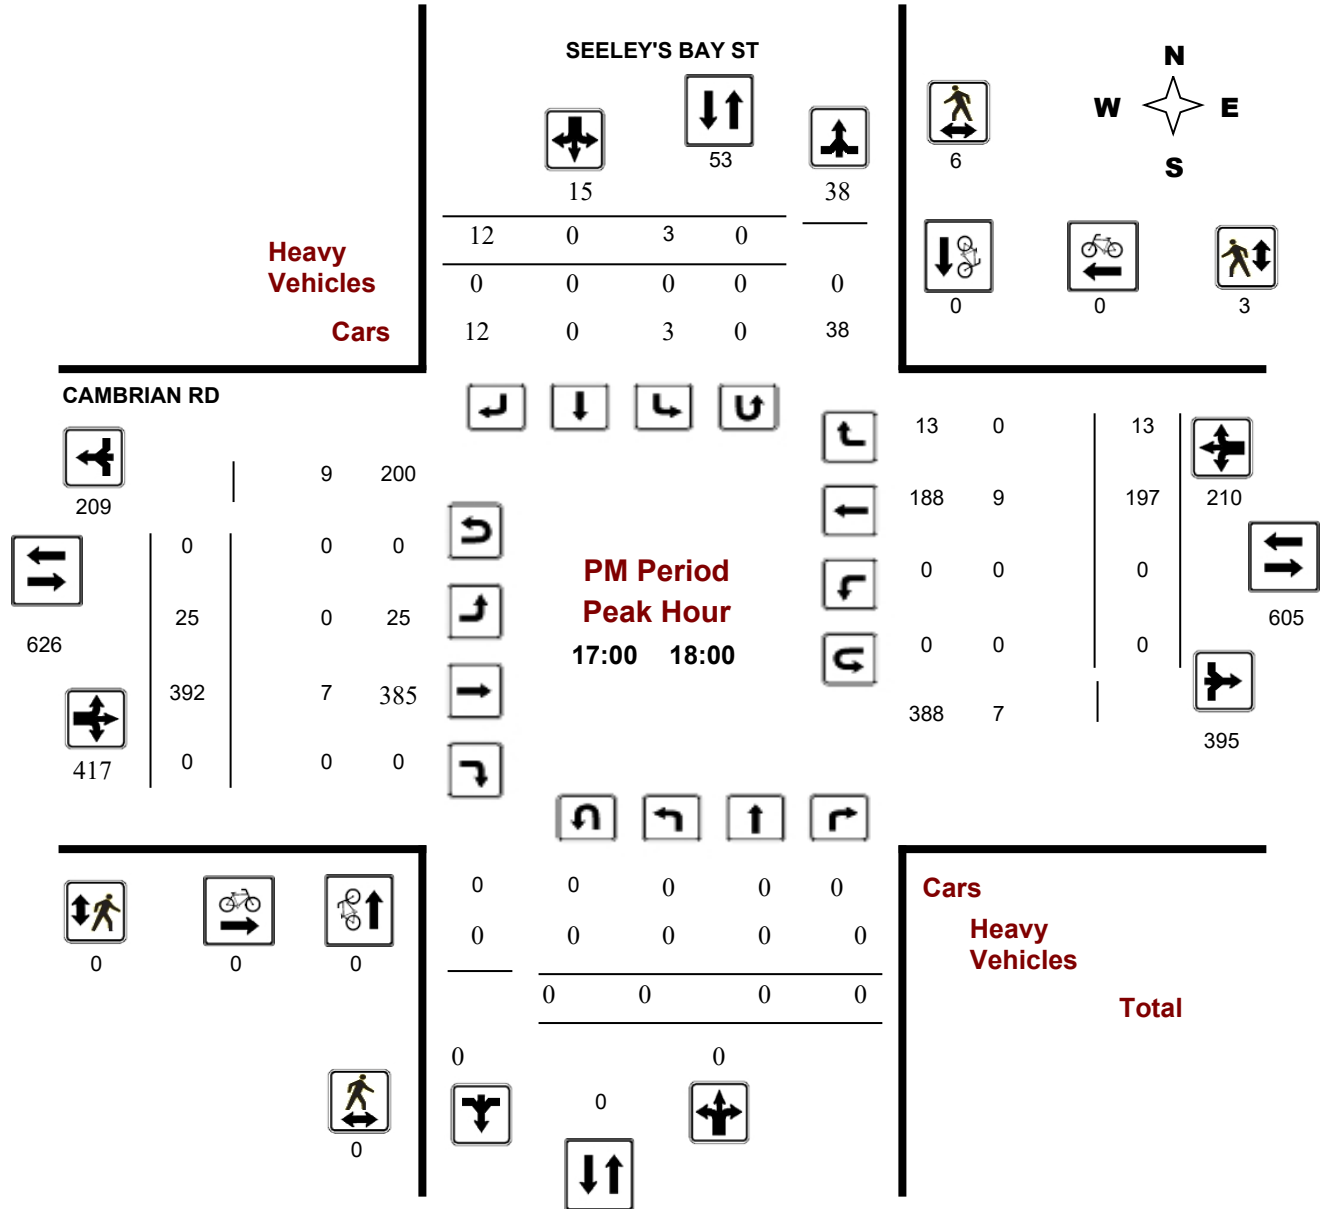 SEELEY'S BAY ST
N
W E
S
53
6
15 38
12 0 3 0
Heavy
Vehicles
0 0 0 0 0
0 0 3
Cars
12 0 3 0 38
CAMBRIAN RD
13 0 13
9 200
209
188 9 197 210
0 0 0
PM Period
0 0 0
Peak Hour
25 0 25
605
626
17:00 18:00
0 0 0
392 7 385
388 7
395
417 0 0 0
0 0 0 0 0
Cars
0 0 0 0 0
Heavy
Vehicles
0 0 0
0 0 0 0
Total
0 0
0
0